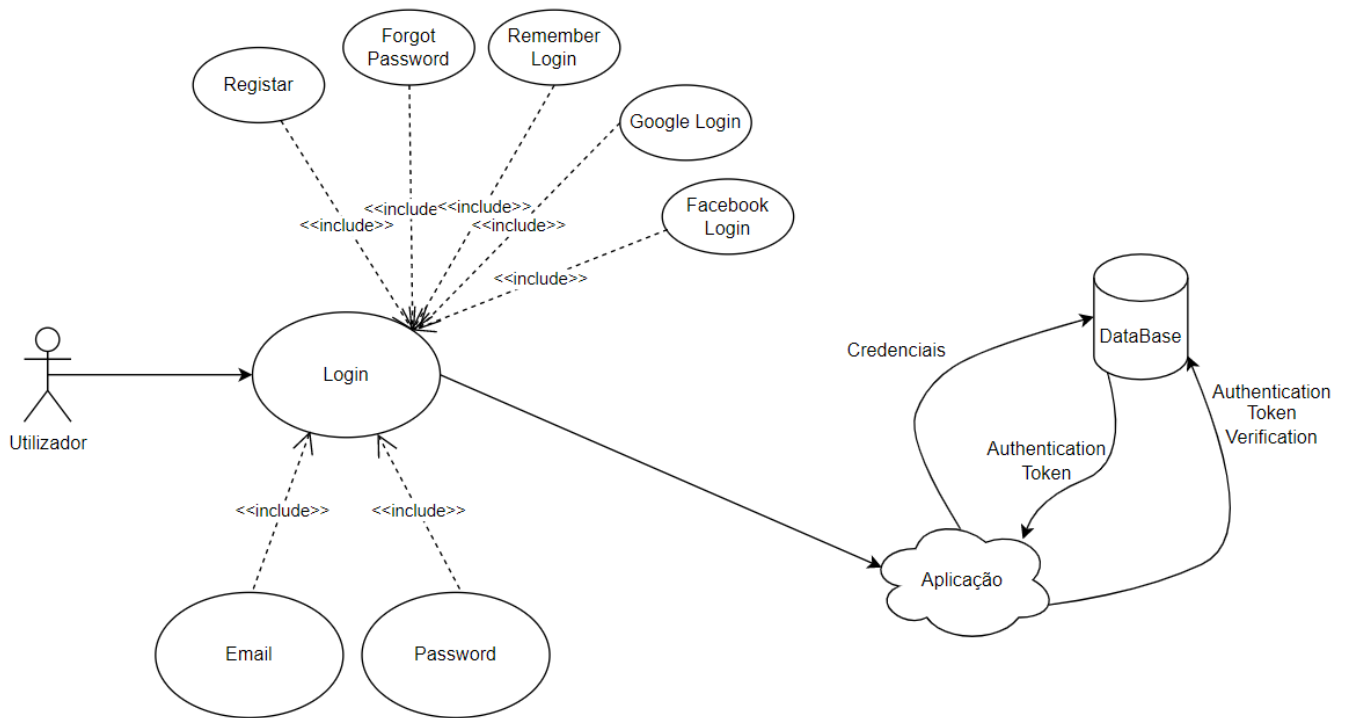 Forgot
Password
Remember
Login
Registar
Google Login
Facebook
Login
<<include
<<include>>
<<include>>
<<include>>
<<include>>
Login
Utilizador
DataBase
Credenciais
Authentication
Token
Verification
Authentication
Token
<<include>>
<<include>>
Aplicação
Email
Password